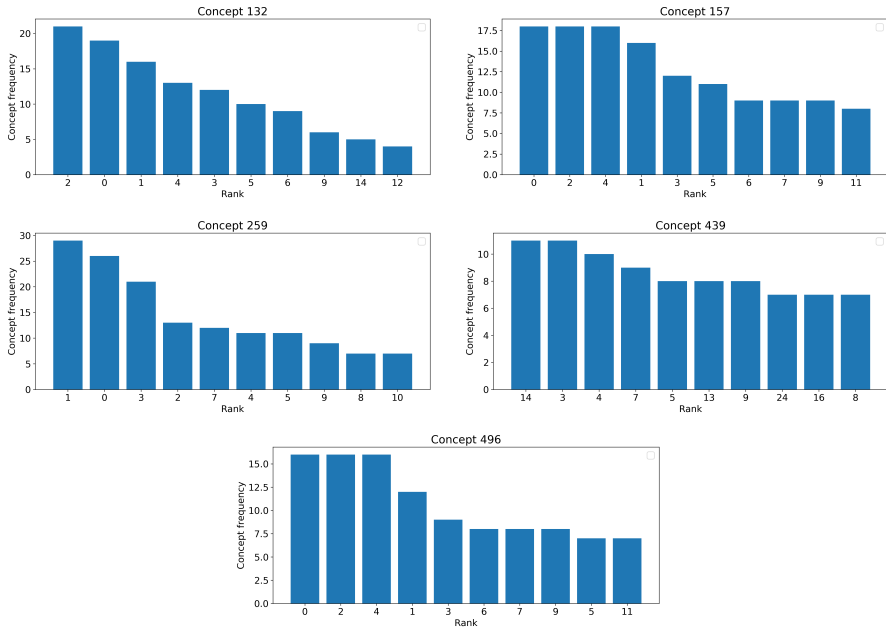 Concept 132
Concept frequency
20
15
10
5
0
2 0 1 4 3 5 6 9 14 12
Rank
Concept 157
Concept frequency
17.5
15.0
12.5
10.0
7.5
5.0
2.5
0.0
0 2 4 1 3 5 6 7 9 11
Rank
Concept 259
Concept frequency
30
25
20
15
10
5
0
1 0 3 2 7 4 5 9 8 10
Rank
Concept 439
Concept frequency
10
8
6
4
2
0
14 3 4 7 5 13 9 24 16 8
Rank
Concept 496
Concept frequency
15.0
12.5
10.0
7.5
5.0
2.5
0.0
0 2 4 1 3 6 7 9 5 11
Rank